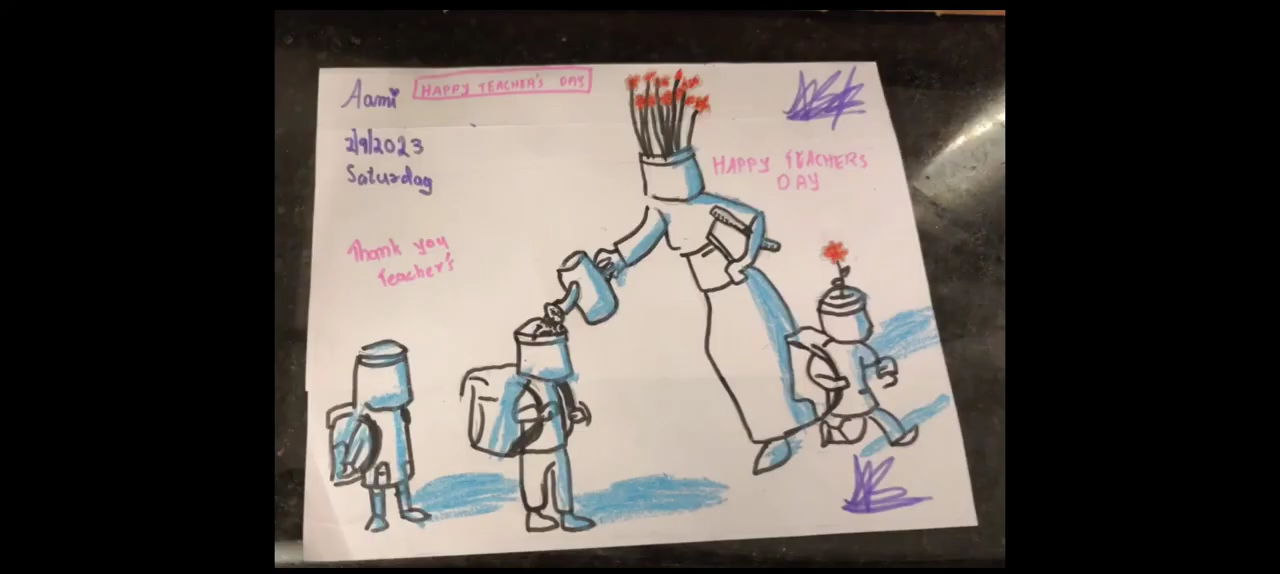 Aami
HAPPY TEACHER'S DAY
2/9/2023
Saturday
HAPPY TEACHERS
DAY
Thank you
Teacher's